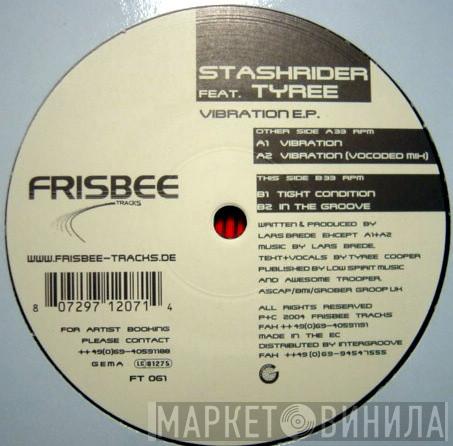 STASHRIDER
FEAT. TYREE
VIBRATION E.P.
OTHER SIDE A 33 RPM
A1 VIBRATION
A2 VIBRATION (VOCODED MIX)
THIS SIDE B 33 RPM
B1 TIGHT CONDITION
B2 IN THE GROOVE
FRISBEE
TRACKS
WWW.FRISBEE-TRACKS.DE
8 07297 12071 4
FOR ARTIST BOOKING
PLEASE CONTACT
++49(0)69-40591188
GEMA LC 01275
FT 061
WRITTEN & PRODUCED BY
LARS BREDE EXCEPT A1+A2
MUSIC BY LARS BREDE,
TEXT+VOCALS BY TYREE COOPER
PUBLISHED BY LOW SPIRIT MUSIC
AND AWESOME TROOPER,
ASCAP/BMI/GROBER GROOP UK
ALL RIGHTS RESERVED
P+C 2004 FRISBEE TRACKS
FAX ++49(0)69-40591191
MADE IN THE EC
DISTRIBUTED BY INTERGROOVE
FAX ++49(0)69-94547555
МАРКЕТ ВИНИЛА